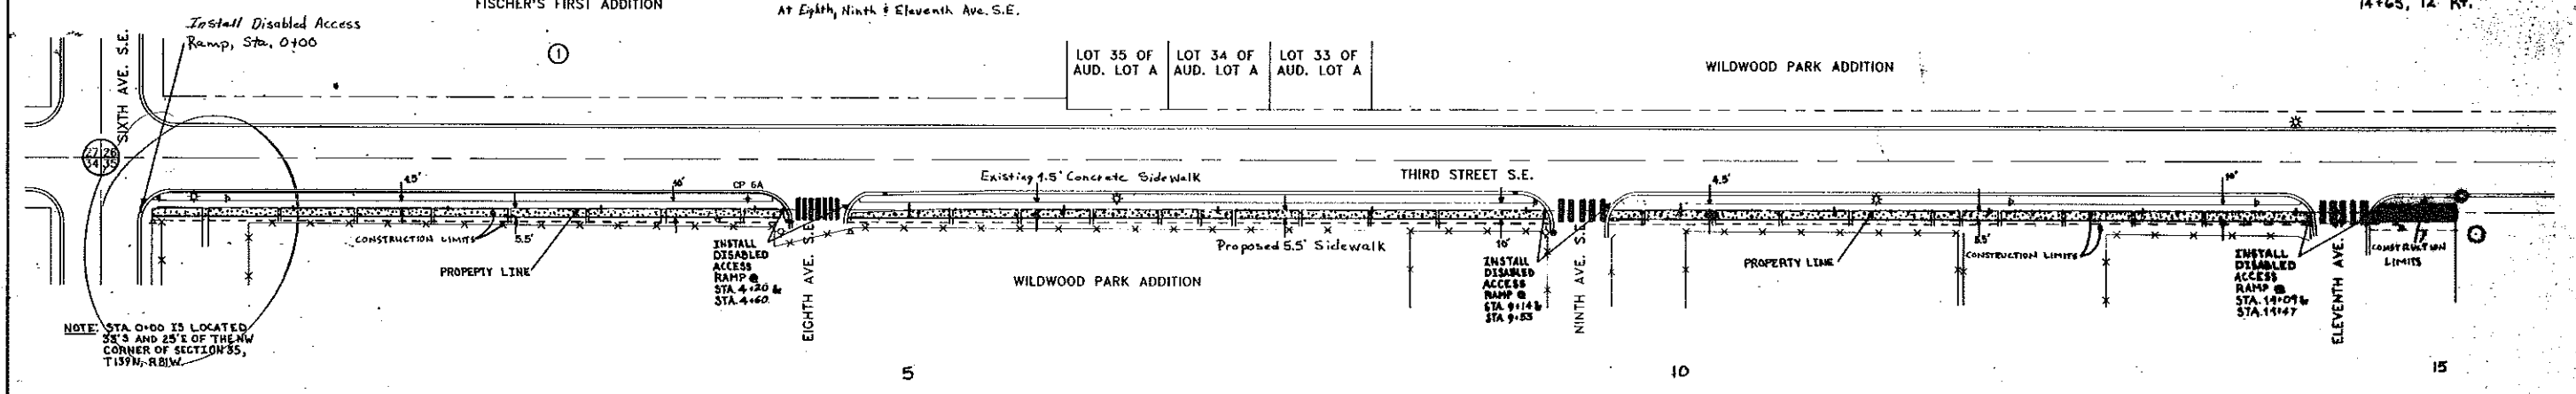 FISCHER'S FIRST ADDITION
At Eighth, Ninth & Eleventh Ave. S.E.
14+65, 12' RT.
Install Disabled Access
Ramp, Sta. 0+00
1
SIXTH AVE. S.E.
LOT 35 OF
AUD. LOT A
LOT 34 OF
AUD. LOT A
LOT 33 OF
AUD. LOT A
WILDWOOD PARK ADDITION
27 26
34 35
4.5'
10'
CP 6A
Existing 4.5' Concrete SideWalk
THIRD STREET S.E.
4.5'
10'
CONSTRUCTION LIMITS
5.5'
PROPERTY LINE
INSTALL
DISABLED
ACCESS
RAMP @
STA. 4+20 &
STA. 4+60
EIGHTH AVE. S.E.
WILDWOOD PARK ADDITION
Proposed 5.5' Sidewalk
10'
INSTALL
DISABLED
ACCESS
RAMP @
STA 9+14 &
STA 9+53
NINTH AVE. S.E.
PROPERTY LINE
5.5'
CONSTRUCTION LIMITS
INSTALL
DISABLED
ACCESS
RAMP @
STA. 14+09 &
STA. 14+47
ELEVENTH AVE.
CONSTRUCTION
LIMITS
NOTE: STA. 0+00 IS LOCATED
33'S AND 25'E OF THE NW
CORNER OF SECTION 35,
T139N, R81W.
5
10
15